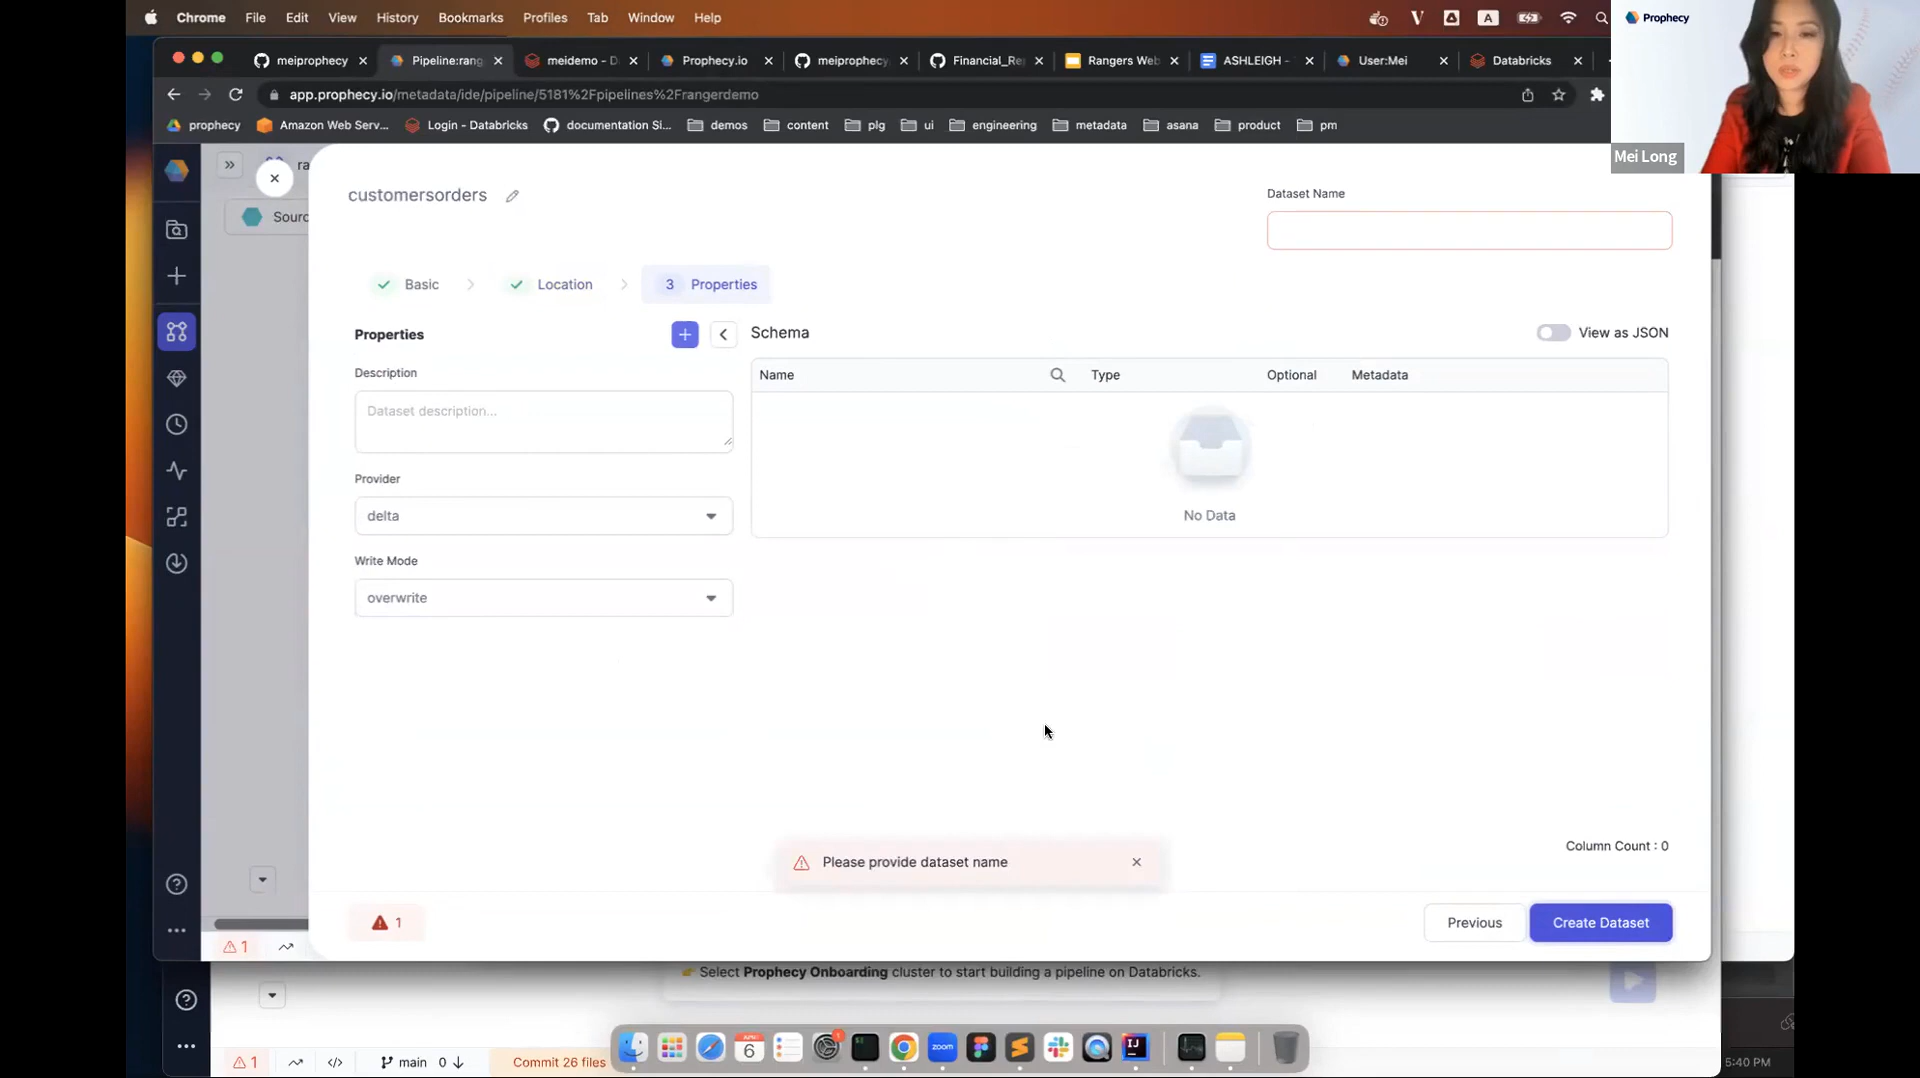 Chrome File Edit View History Bookmarks Profiles Tab Window Help
A
Prophecy
meiprophecy
Pipeline:rang
meidemo - D
Prophecy.io
meiprophecy
Financial_Re
Rangers Web
ASHLEIGH -
User:Mei
Databricks
app.prophecy.io/metadata/ide/pipeline/5181%2Fpipelines%2Frangerdemo
prophecy Amazon Web Serv... Login - Databricks documentation Si... demos content plg ui engineering metadata asana product pm
Mei Long
ra
Sourc
customersorders
Dataset Name
Basic
Location
3 Properties
Properties
Schema
View as JSON
Description
Name Type Optional Metadata
Dataset description...
No Data
Provider
delta
Write Mode
overwrite
Column Count : 0
Please provide dataset name
1
Previous
Create Dataset
1
Select Prophecy Onboarding cluster to start building a pipeline on Databricks.
6
zoom
IJ
1
main 0
Commit 26 files
5:40 PM